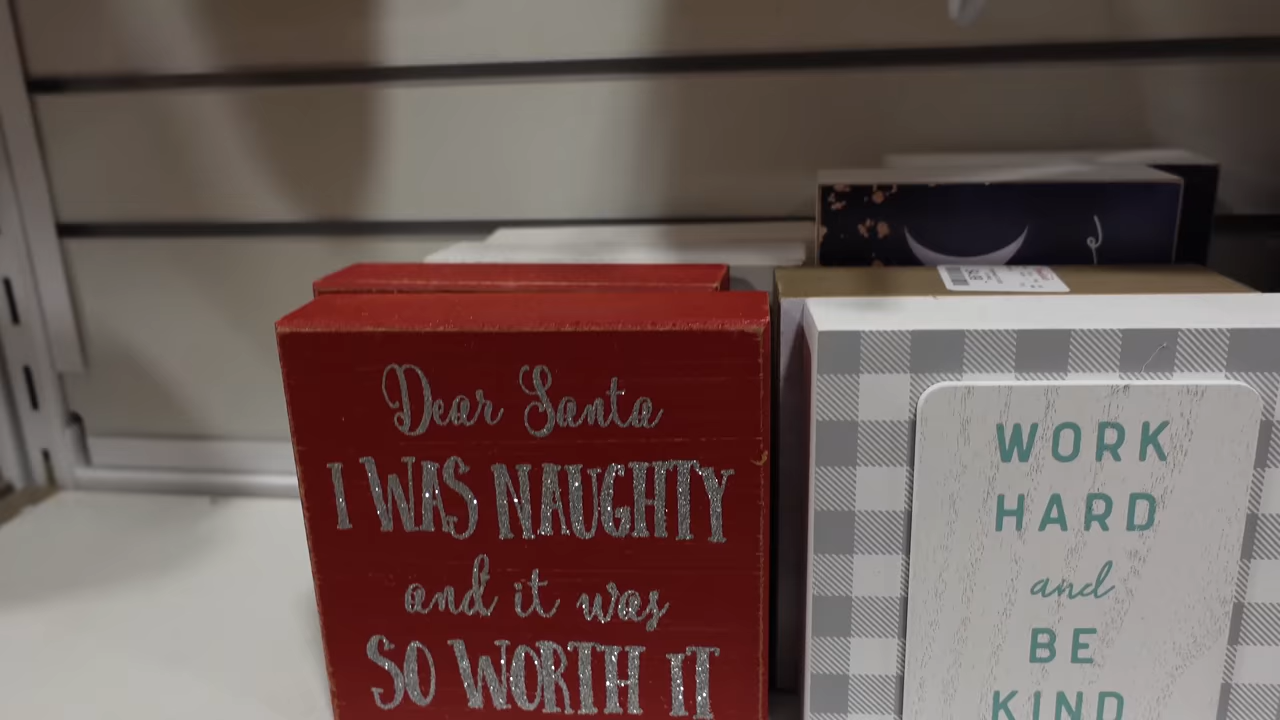 Dear Santa
I WAS NAUGHTY
and it was
SO WORTH IT
WORK
HARD
and
BE
KIND